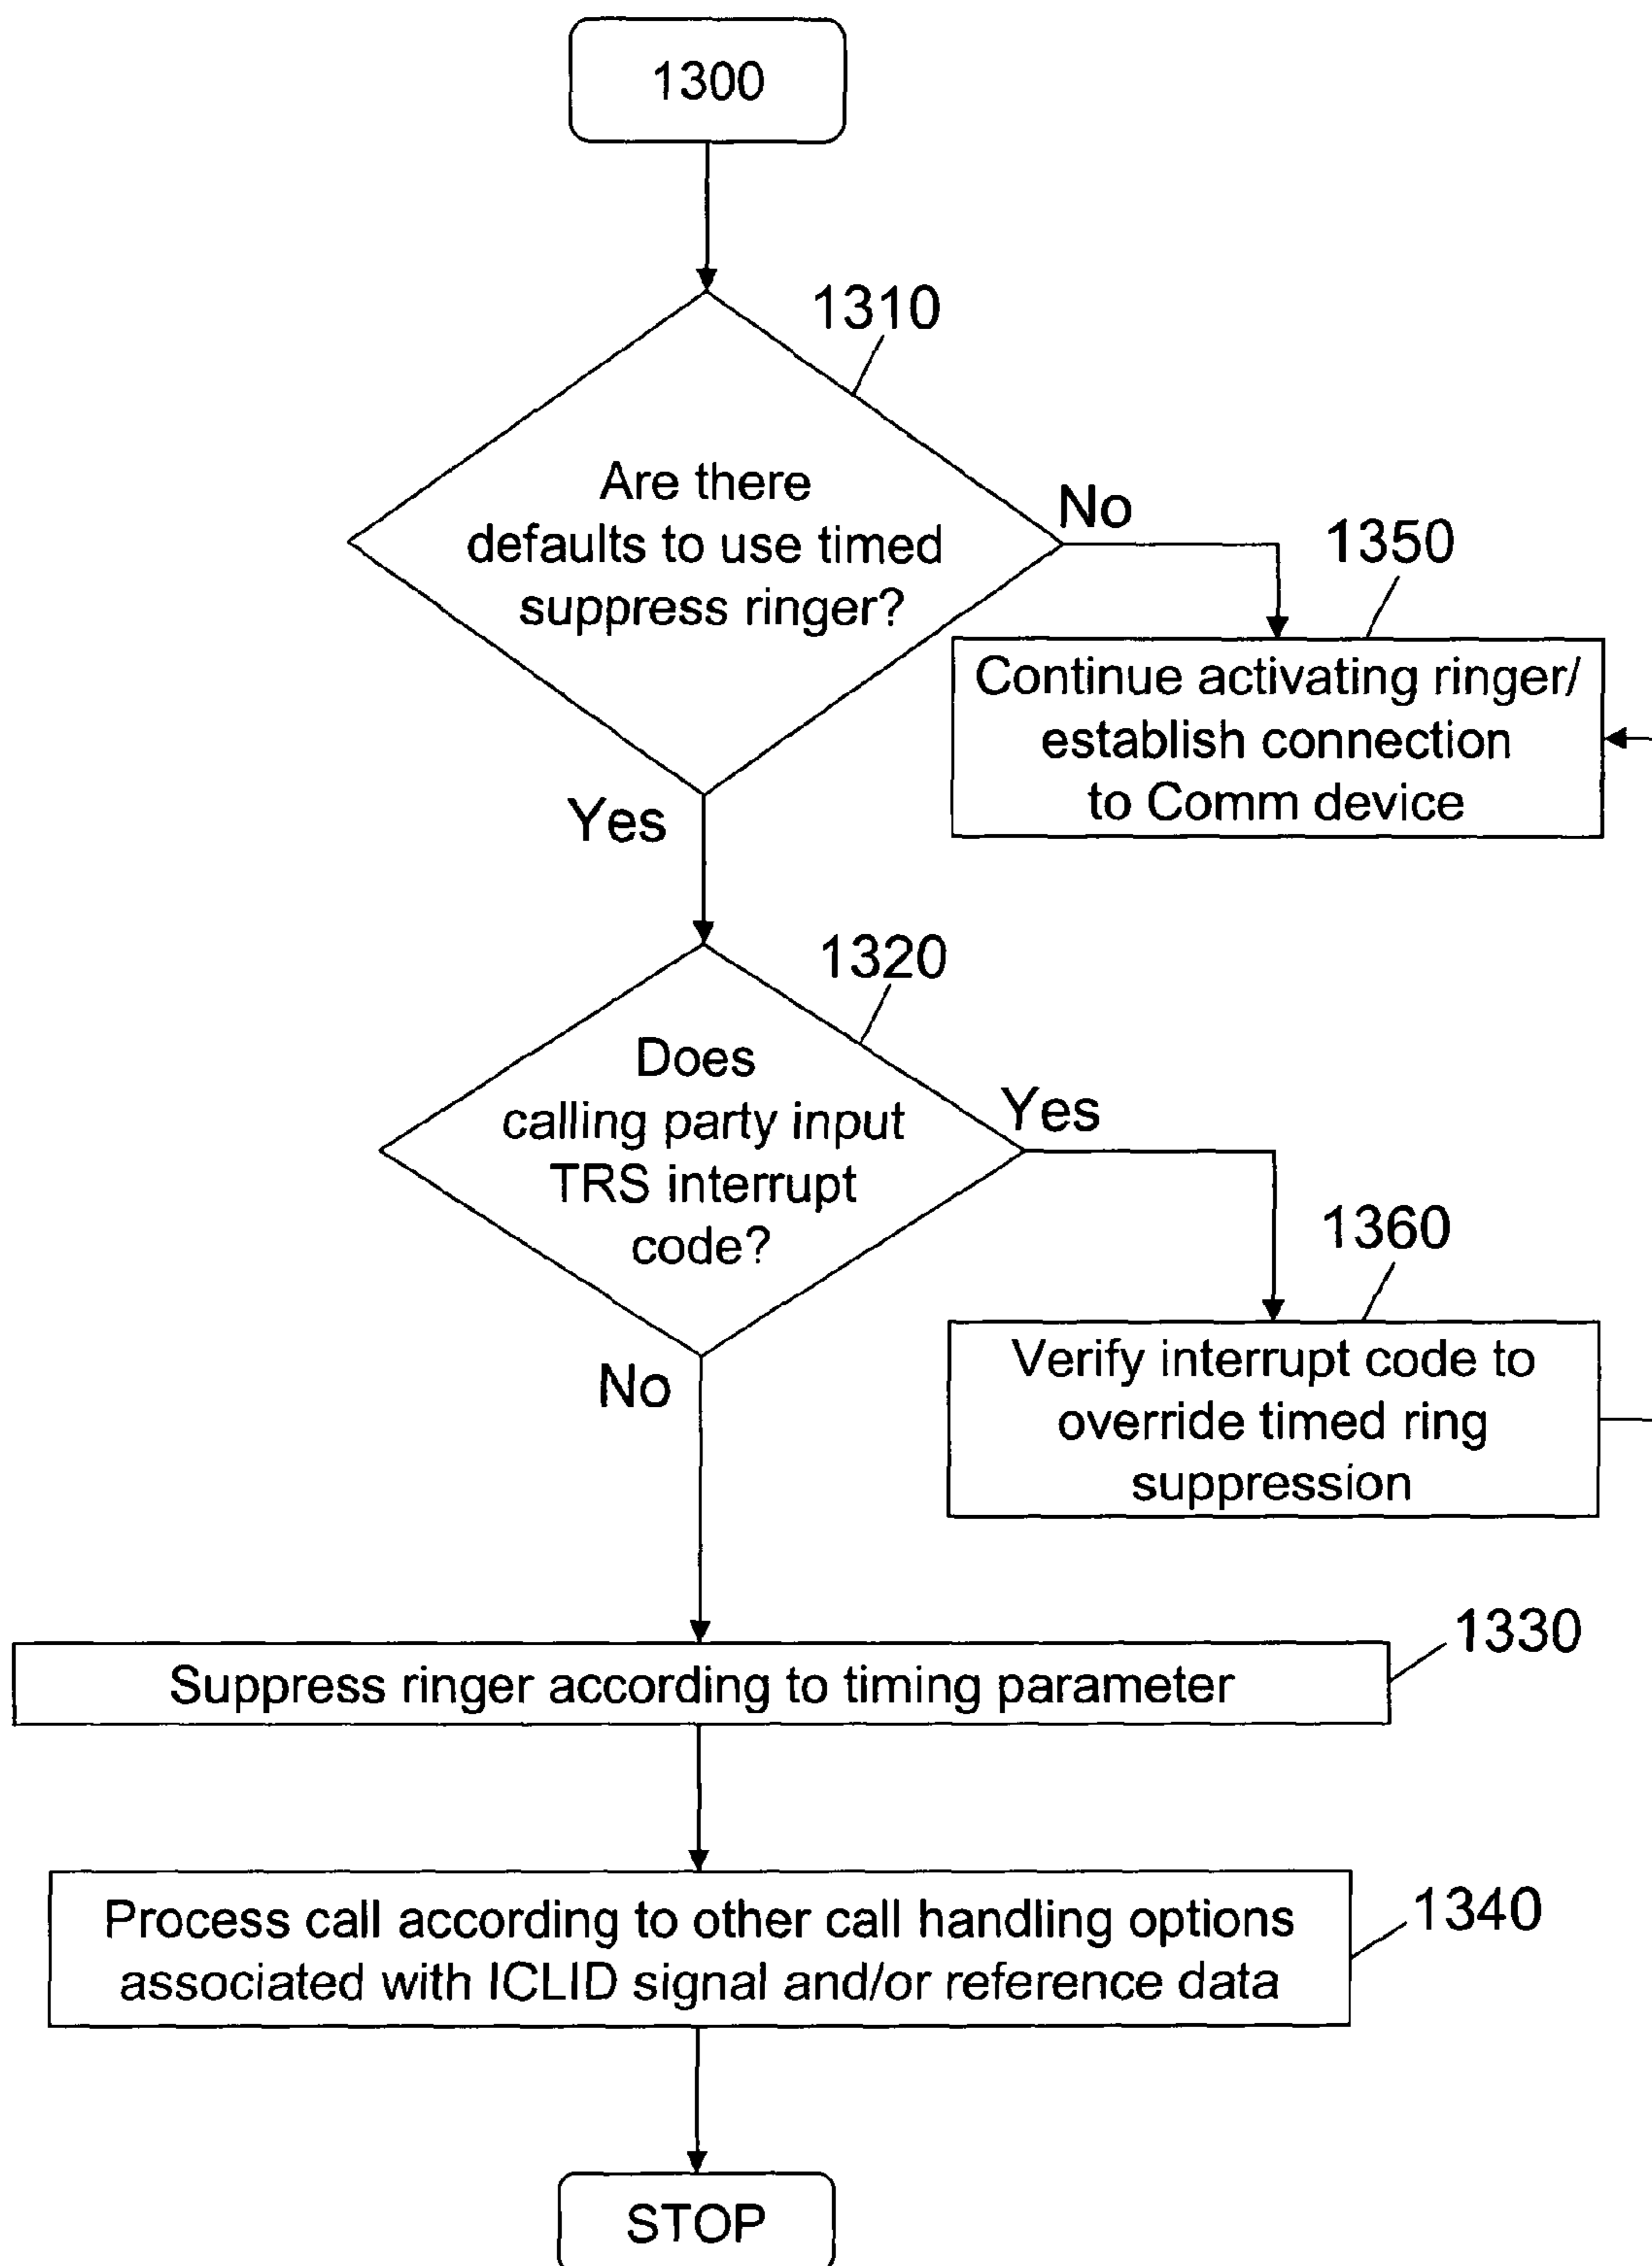 1300
1310
Are there
defaults to use timed
suppress ringer?
No
1350
Continue activating ringer/
establish connection
to Comm device
Yes
1320
Does
calling party input
TRS interrupt
code?
Yes
1360
Verify interrupt code to
override timed ring
suppression
No
1330
Suppress ringer according to timing parameter
1340
Process call according to other call handling options
associated with ICLID signal and/or reference data
STOP